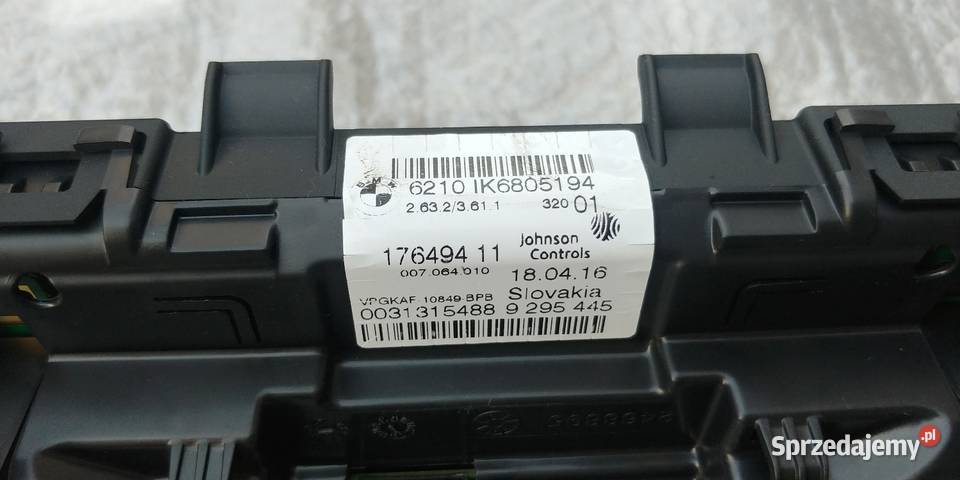 BMW
6210 IK6805194
2.63.2/3.61.1 320 01
176494 11 Johnson Controls
007.064.010 18.04.16
VPGKAF 10849-BPB Slovakia
0031315488 9 295 445
Sprzedajemy.pl